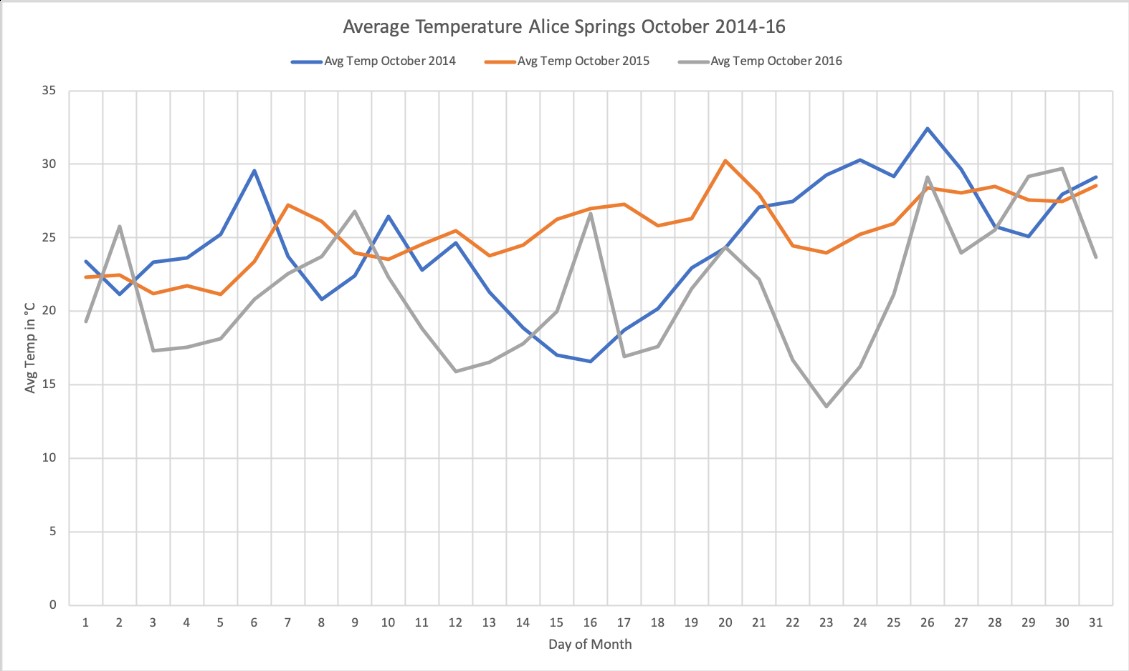 Average Temperature Alice Springs October 2014-16
Avg Temp October 2014 Avg Temp October 2015 Avg Temp October 2016
35
30
25
20
15
10
5
0
Avg Temp in °C
1 2 3 4 5 6 7 8 9 10 11 12 13 14 15 16 17 18 19 20 21 22 23 24 25 26 27 28 29 30 31
Day of Month